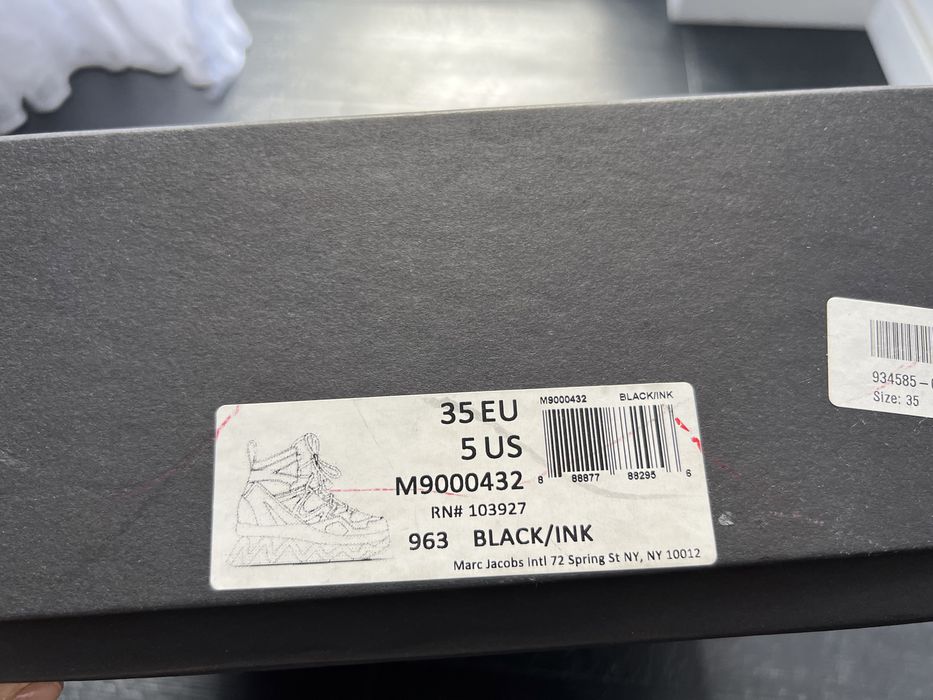 35 EU
5 US
M9000432
RN# 103927
963 BLACK/INK
Marc Jacobs Intl 72 Spring St NY, NY 10012
M9000432 BLACK/INK
8 88877 88295 6
934585-
Size: 35